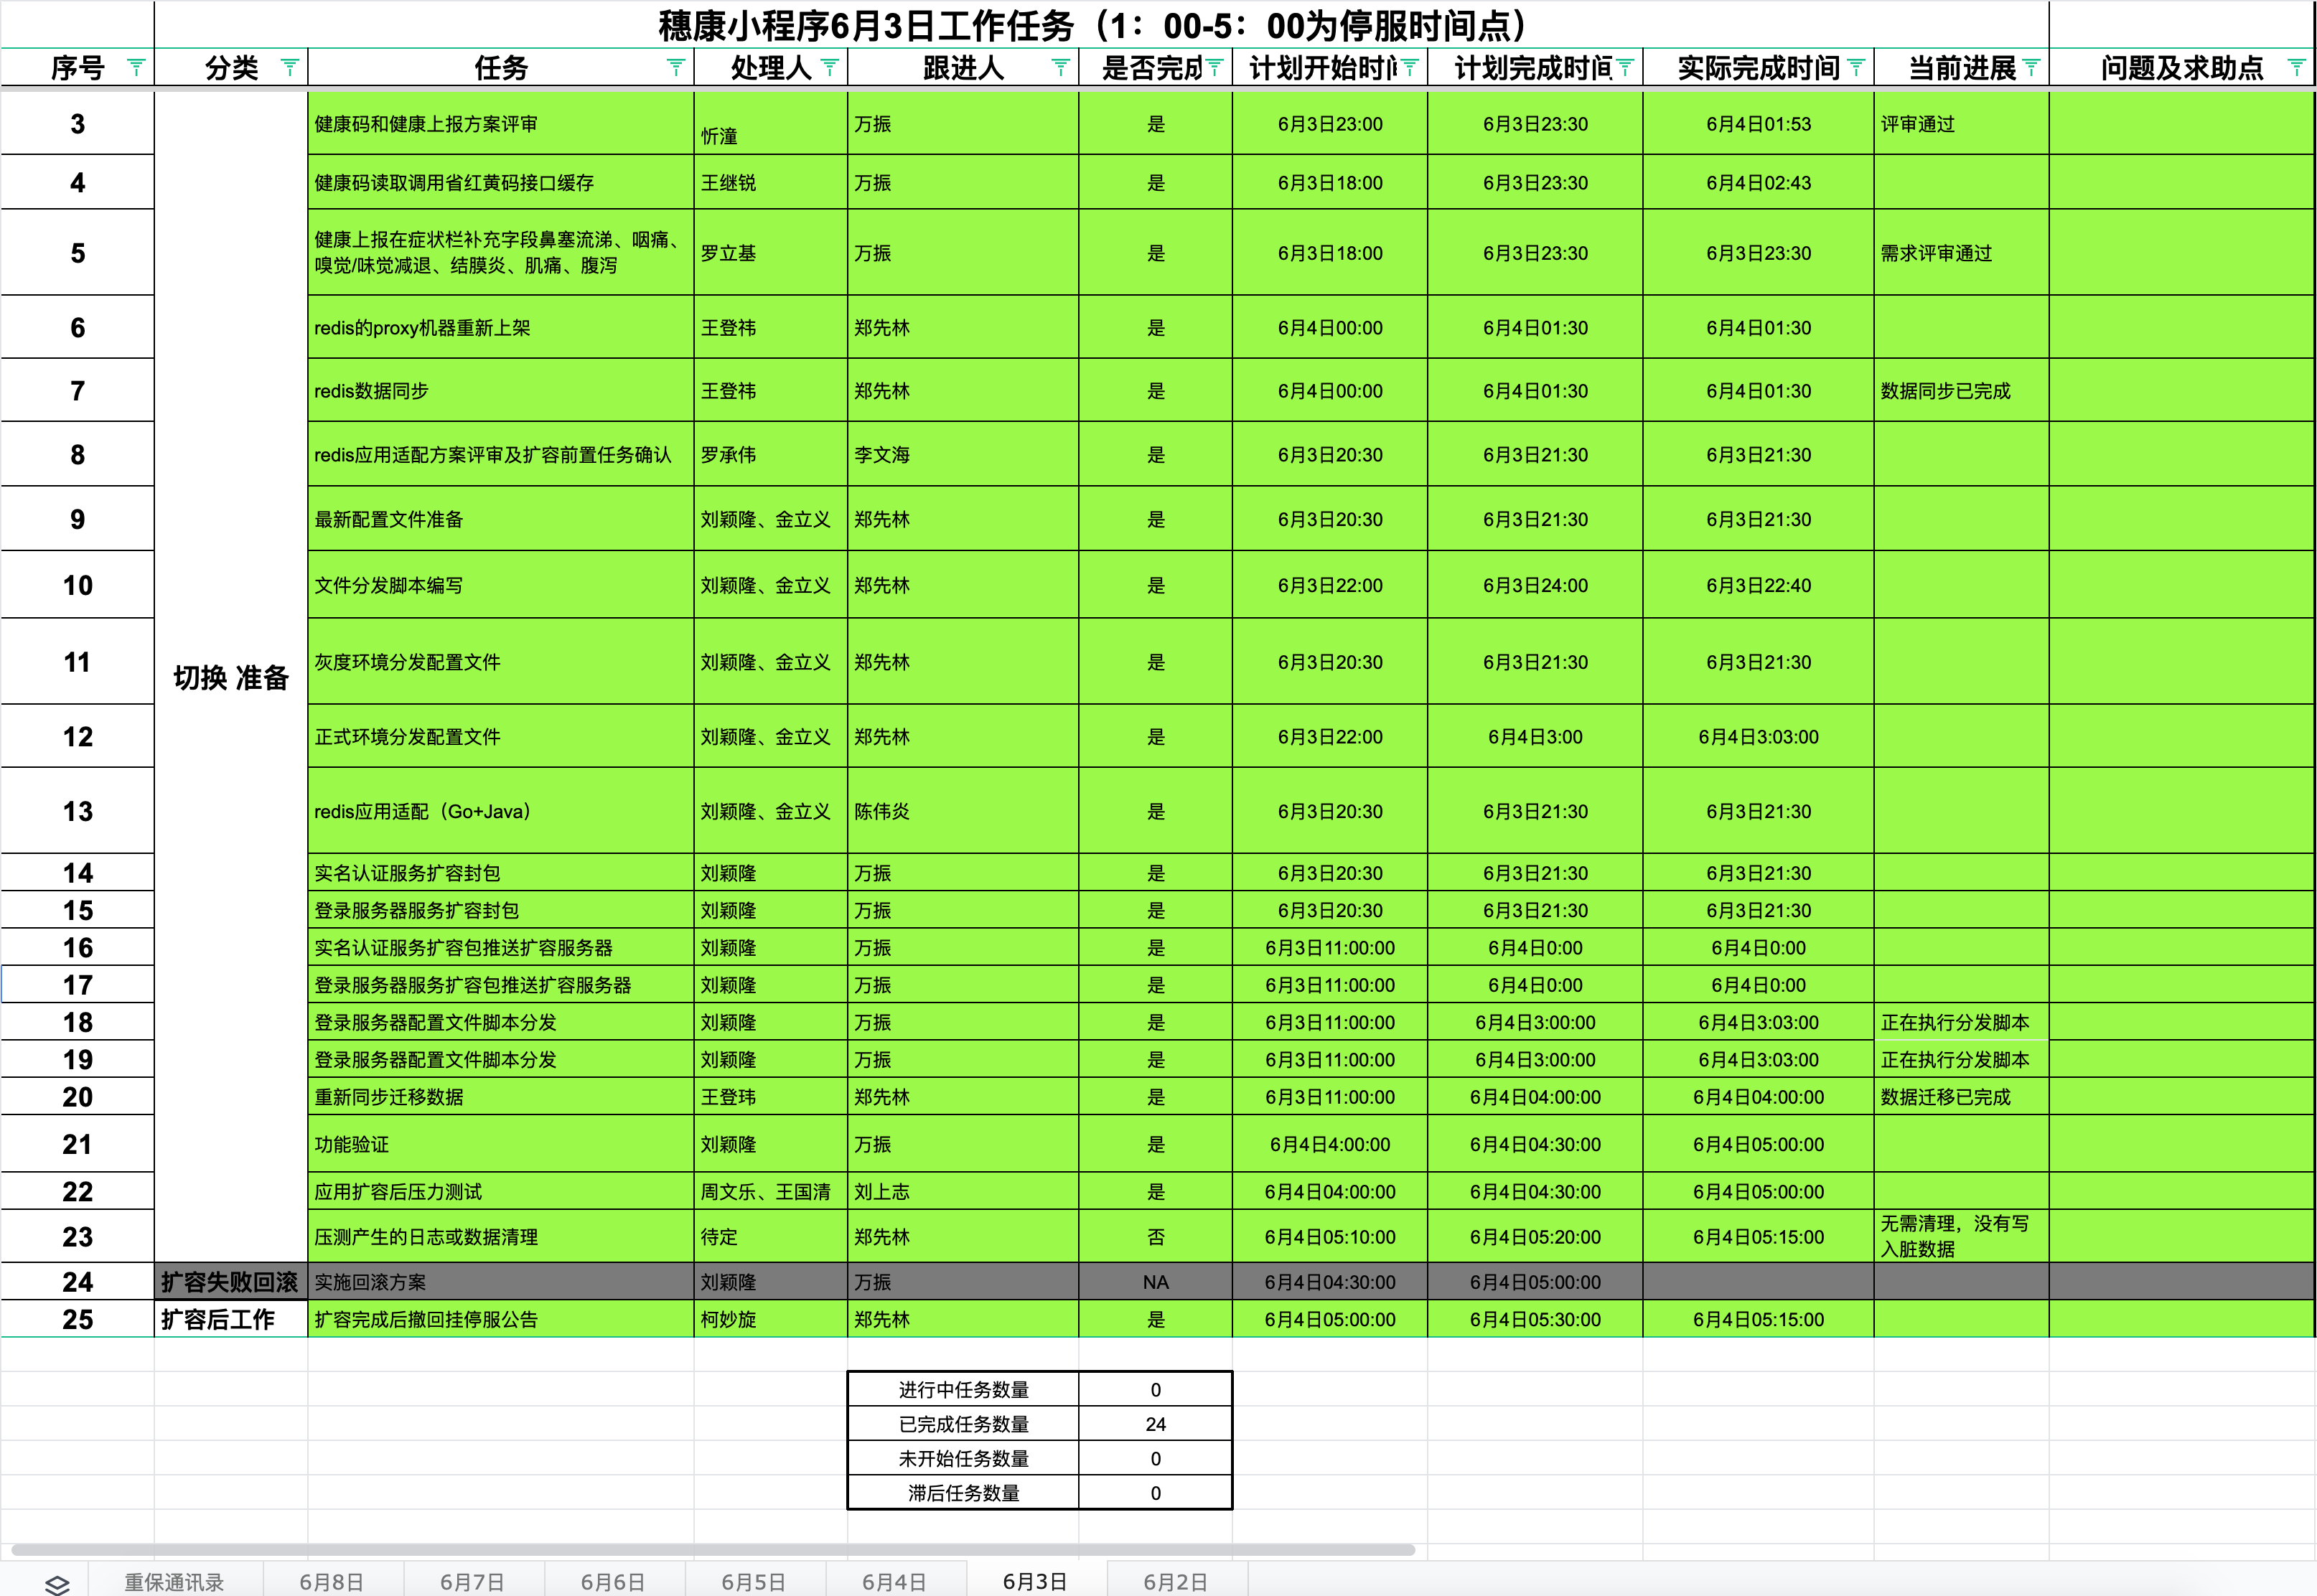 穗康小程序6月3日工作任务（1：00-5：00为停服时间点）
序号 分类 任务 处理人 跟进人 是否完成 计划开始时间 计划完成时间 实际完成时间 当前进展 问题及求助点
3 健康码和健康上报方案评审 忻潼 万振 是 6月3日23:00 6月3日23:30 6月4日01:53 评审通过
4 健康码读取调用省红黄码接口缓存 王继锐 万振 是 6月3日18:00 6月3日23:30 6月4日02:43
5 健康上报在症状栏补充字段鼻塞流涕、咽痛、
嗅觉/味觉减退、结膜炎、肌痛、腹泻 罗立基 万振 是 6月3日18:00 6月3日23:30 6月3日23:30 需求评审通过
6 redis的proxy机器重新上架 王登祎 郑先林 是 6月4日00:00 6月4日01:30 6月4日01:30
7 redis数据同步 王登祎 郑先林 是 6月4日00:00 6月4日01:30 6月4日01:30 数据同步已完成
8 redis应用适配方案评审及扩容前置任务确认 罗承伟 李文海 是 6月3日20:30 6月3日21:30 6月3日21:30
9 最新配置文件准备 刘颖隆、金立义 郑先林 是 6月3日20:30 6月3日21:30 6月3日21:30
10 文件分发脚本编写 刘颖隆、金立义 郑先林 是 6月3日22:00 6月3日24:00 6月3日22:40
11 灰度环境分发配置文件 刘颖隆、金立义 郑先林 是 6月3日20:30 6月3日21:30 6月3日21:30
切换 准备
12 正式环境分发配置文件 刘颖隆、金立义 郑先林 是 6月3日22:00 6月4日3:00 6月4日3:03:00
13 redis应用适配（Go+Java） 刘颖隆、金立义 陈伟炎 是 6月3日20:30 6月3日21:30 6月3日21:30
14 实名认证服务扩容封包 刘颖隆 万振 是 6月3日20:30 6月3日21:30 6月3日21:30
15 登录服务器服务扩容封包 刘颖隆 万振 是 6月3日20:30 6月3日21:30 6月3日21:30
16 实名认证服务扩容包推送扩容服务器 刘颖隆 万振 是 6月3日11:00:00 6月4日0:00 6月4日0:00
17 登录服务器服务扩容包推送扩容服务器 刘颖隆 万振 是 6月3日11:00:00 6月4日0:00 6月4日0:00
18 登录服务器配置文件脚本分发 刘颖隆 万振 是 6月3日11:00:00 6月4日3:00:00 6月4日3:03:00 正在执行分发脚本
19 登录服务器配置文件脚本分发 刘颖隆 万振 是 6月3日11:00:00 6月4日3:00:00 6月4日3:03:00 正在执行分发脚本
20 重新同步迁移数据 王登玮 郑先林 是 6月3日11:00:00 6月4日04:00:00 6月4日04:00:00 数据迁移已完成
21 功能验证 刘颖隆 万振 是 6月4日4:00:00 6月4日04:30:00 6月4日05:00:00
22 应用扩容后压力测试 周文乐、王国清 刘上志 是 6月4日04:00:00 6月4日04:30:00 6月4日05:00:00
23 压测产生的日志或数据清理 待定 郑先林 否 6月4日05:10:00 6月4日05:20:00 6月4日05:15:00 无需清理，没有写
入脏数据
24 扩容失败回滚 实施回滚方案 刘颖隆 万振 NA 6月4日04:30:00 6月4日05:00:00
25 扩容后工作 扩容完成后撤回挂停服公告 柯妙旋 郑先林 是 6月4日05:00:00 6月4日05:30:00 6月4日05:15:00
进行中任务数量 0
已完成任务数量 24
未开始任务数量 0
滞后任务数量 0
重保通讯录 6月8日 6月7日 6月6日 6月5日 6月4日 6月3日 6月2日